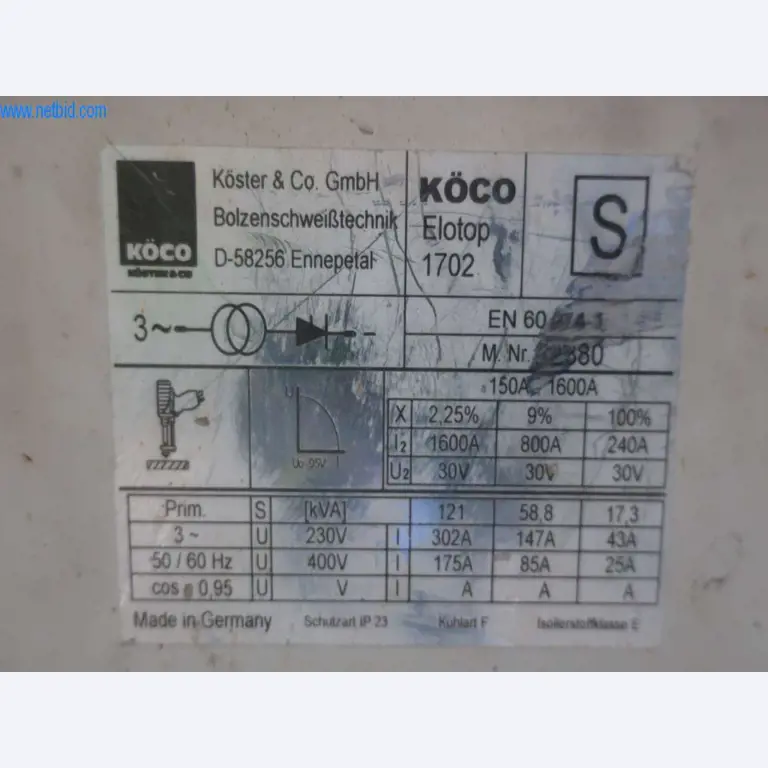 www.netbid.com
KÖCO
KÖSTER & CO
Köster & Co. GmbH
Bolzenschweißtechnik
D-58256 Ennepetal
KÖCO
Elotop
1702
S
3~
EN 60
M. Nr.
150A 1600A
U
I
X 2,25% 9% 100%
I2 1600A 800A 240A
U2 30V 30V 30V
Prim. S [kVA] 121 58,8 17,3
3 ~ U 230V I 302A 147A 43A
50 / 60 Hz U 400V I 175A 85A 25A
cos 0,95 U V I A A A
Made in Germany Schutzart IP 23 Kühlart F Isolierstoffklasse